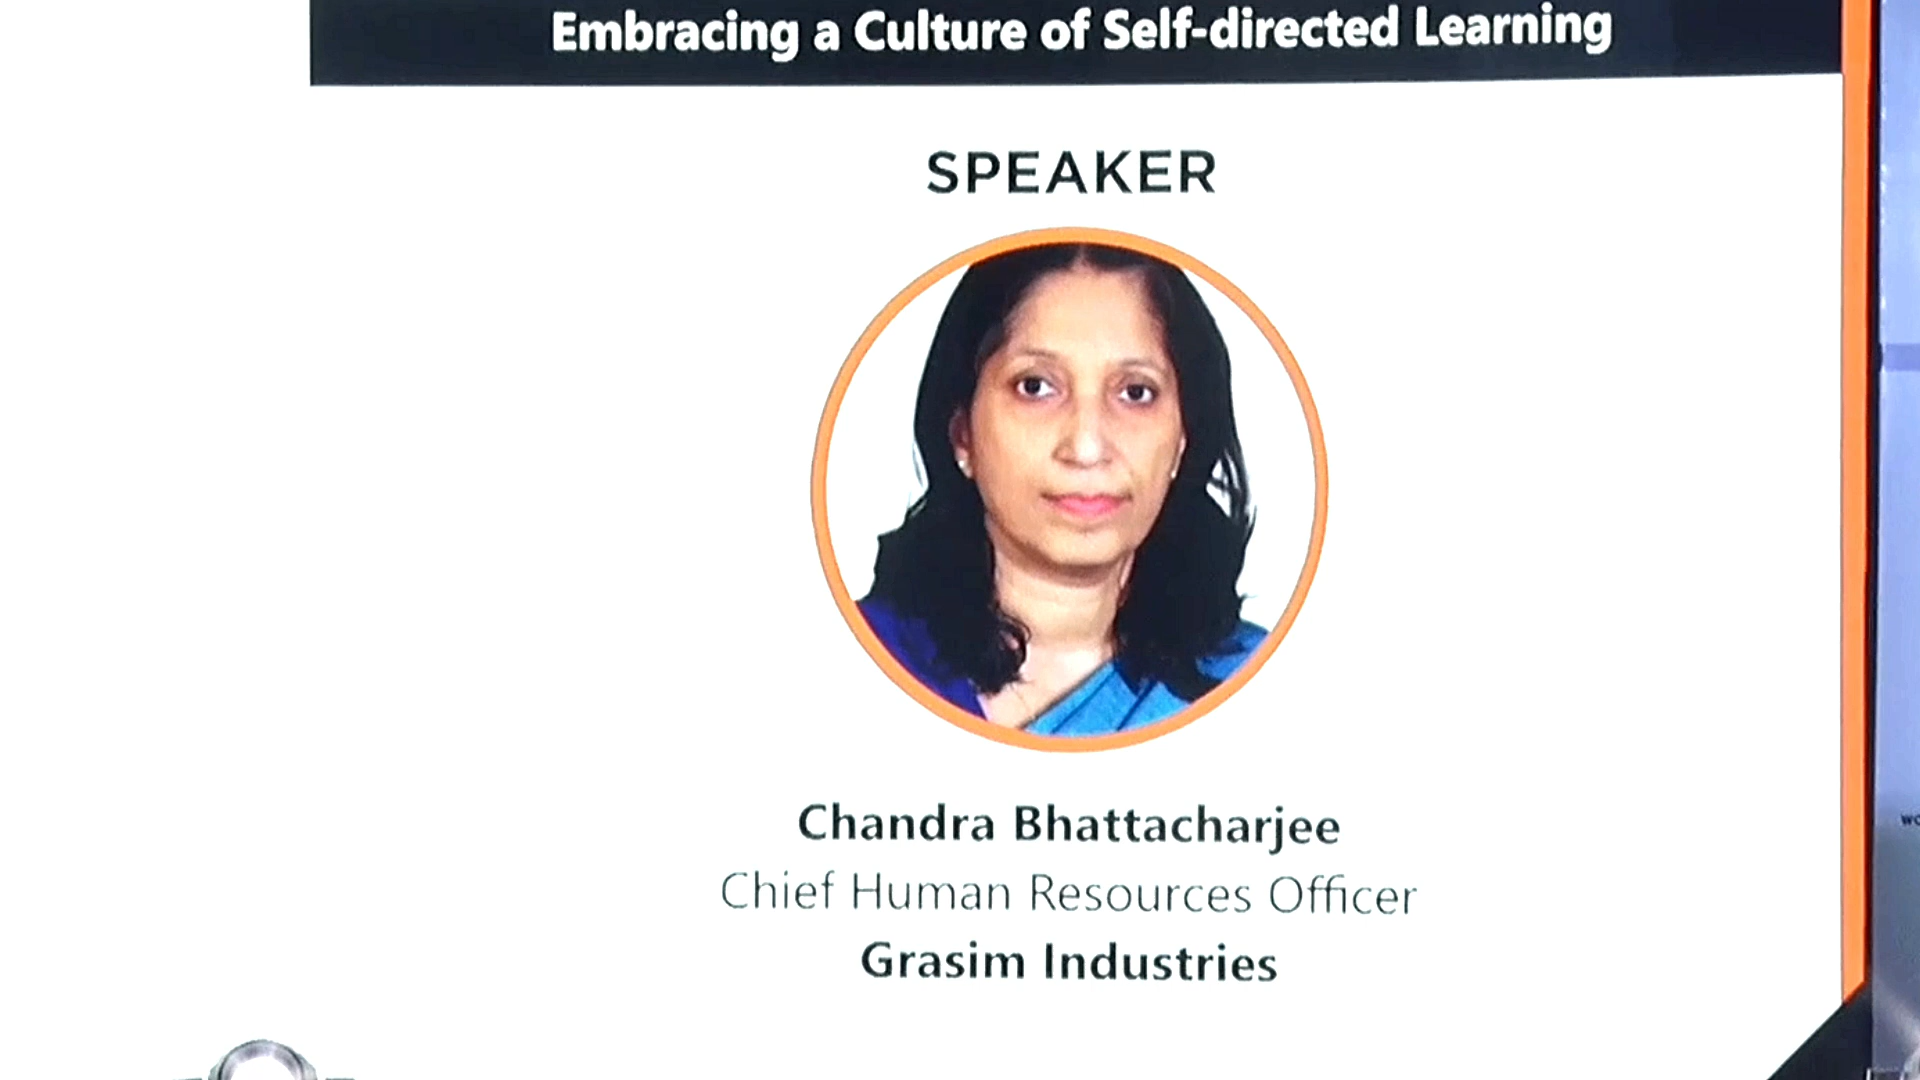 Embracing a Culture of Self-directed Learning
SPEAKER
Chandra Bhattacharjee
Chief Human Resources Officer
Grasim Industries